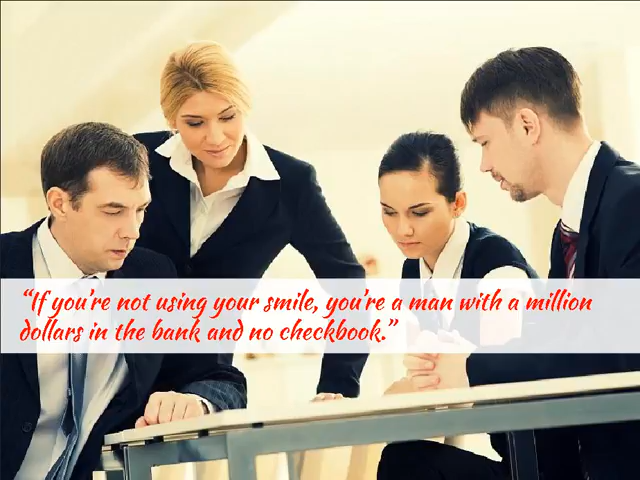 “If you’re not using your smile, you’re a man with a million
dollars in the bank and no checkbook.”